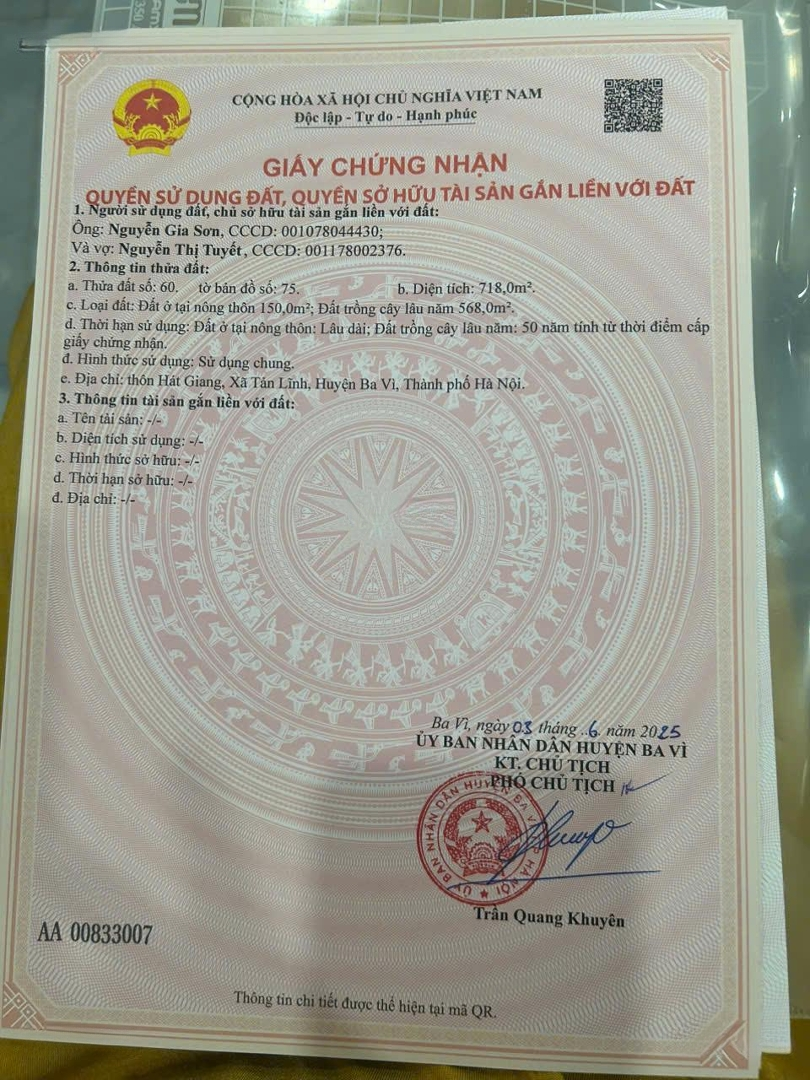 CỘNG HÒA XÃ HỘI CHỦ NGHĨA VIỆT NAM
Độc lập - Tự do - Hạnh phúc
GIẤY CHỨNG NHẬN
QUYỀN SỬ DỤNG ĐẤT, QUYỀN SỞ HỮU TÀI SẢN GẮN LIỀN VỚI ĐẤT
1. Người sử dụng đất, chủ sở hữu tài sản gắn liền với đất:
Ông: Nguyễn Gia Sơn, CCCD: 001078044430;
Và vợ: Nguyễn Thị Tuyết, CCCD: 001178002376.
2. Thông tin thửa đất:
a. Thửa đất số: 60. tờ bản đồ số: 75. b. Diện tích: 718,0m².
c. Loại đất: Đất ở tại nông thôn 150,0m²; Đất trồng cây lâu năm 568,0m².
d. Thời hạn sử dụng: Đất ở tại nông thôn: Lâu dài; Đất trồng cây lâu năm: 50 năm tính từ thời điểm cấp
giấy chứng nhận.
đ. Hình thức sử dụng: Sử dụng chung.
e. Địa chỉ: thôn Hát Giang, Xã Tản Lĩnh, Huyện Ba Vì, Thành phố Hà Nội.
3. Thông tin tài sản gắn liền với đất:
a. Tên tài sản: -/-
b. Diện tích sử dụng: -/-
c. Hình thức sở hữu: -/-
d. Thời hạn sở hữu: -/-
đ. Địa chỉ: -/-
Ba Vì, ngày 03 tháng .6. năm 2025
ỦY BAN NHÂN DÂN HUYỆN BA VÌ
KT. CHỦ TỊCH
PHÓ CHỦ TỊCH
ỦY BAN NHÂN DÂN HUYỆN BA VÌ TP HÀ NỘI
Trần Quang Khuyên
AA 00833007
Thông tin chi tiết được thể hiện tại mã QR.